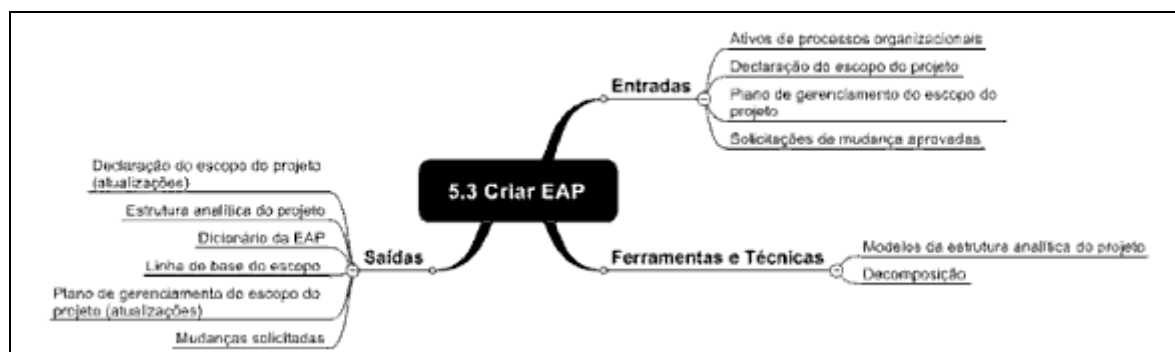 Ativos de processos organizacionais
Declaração do escopo do projeto
Entradas
Plano de gerenciamento do escopo do
projeto
Solicitações de mudança aprovadas
5.3 Criar EAP
Declaração do escopo do projeto
(atualizações)
Estrutura analítica do projeto
Dicionário da EAP
Linha de base do escopo
Plano de gerenciamento do escopo do
projeto (atualizações)
Mudanças solicitadas
Saídas
Ferramentas e Técnicas
Modelos da estrutura analítica do projeto
Decomposição